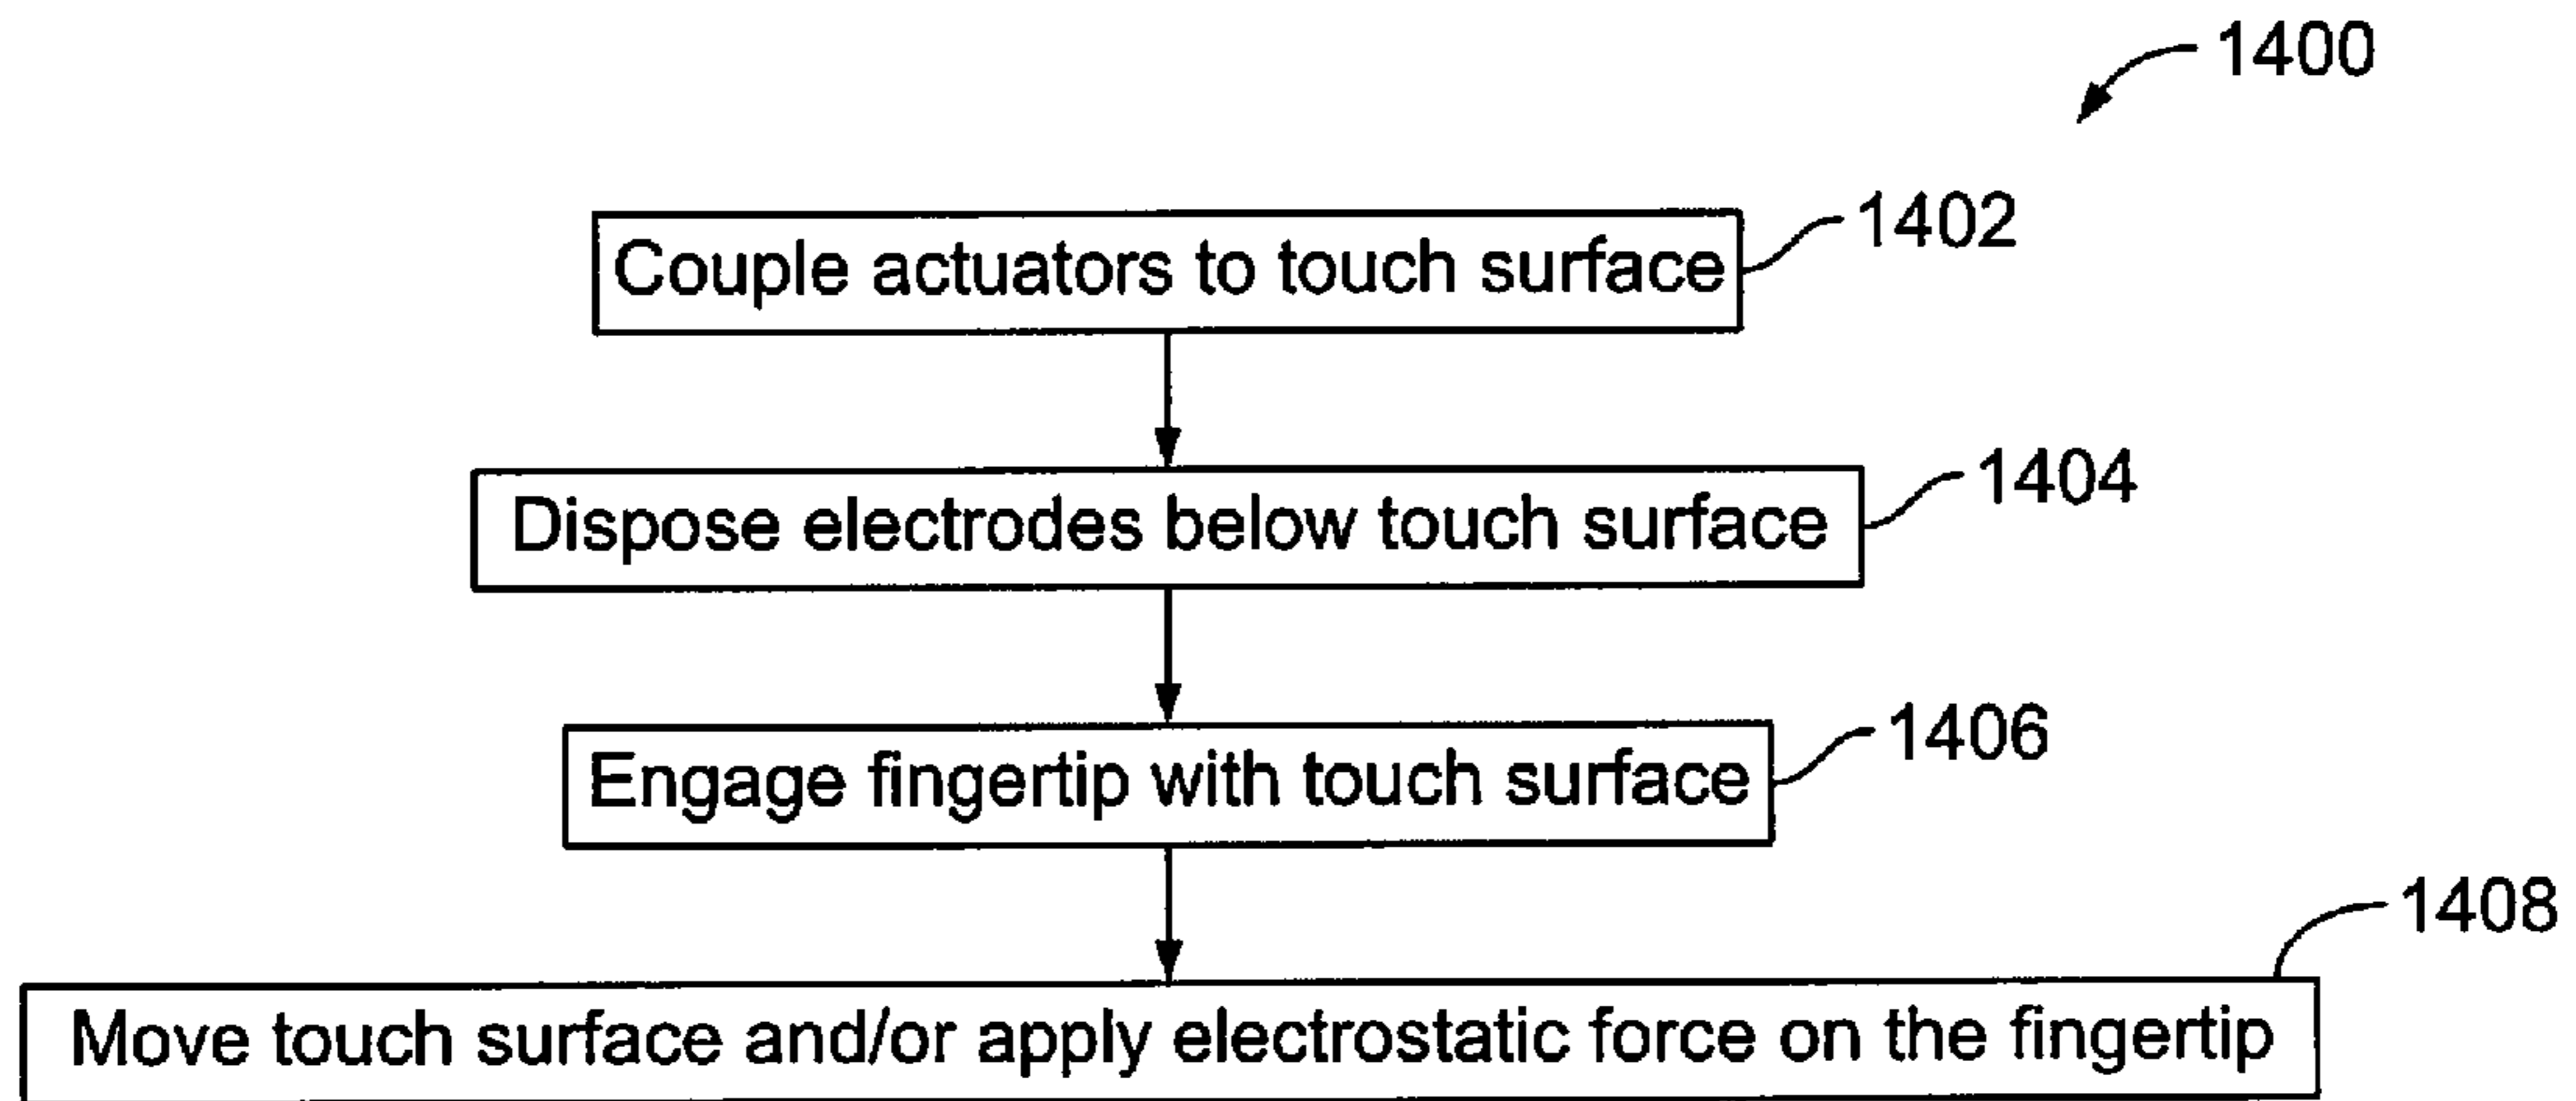 1400
Couple actuators to touch surface
1402
Dispose electrodes below touch surface
1404
Engage fingertip with touch surface
1406
Move touch surface and/or apply electrostatic force on the fingertip
1408